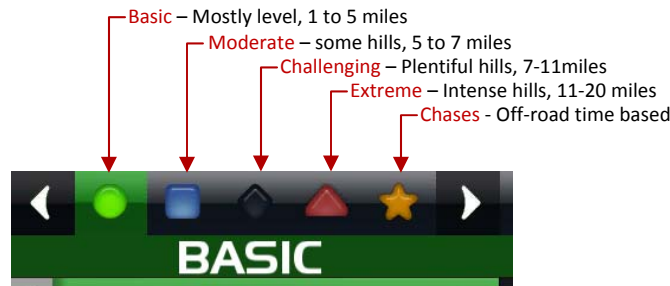 Basic – Mostly level, 1 to 5 miles
Moderate – some hills, 5 to 7 miles
Challenging – Plentiful hills, 7-11miles
Extreme – Intense hills, 11-20 miles
Chases - Off-road time based
BASIC